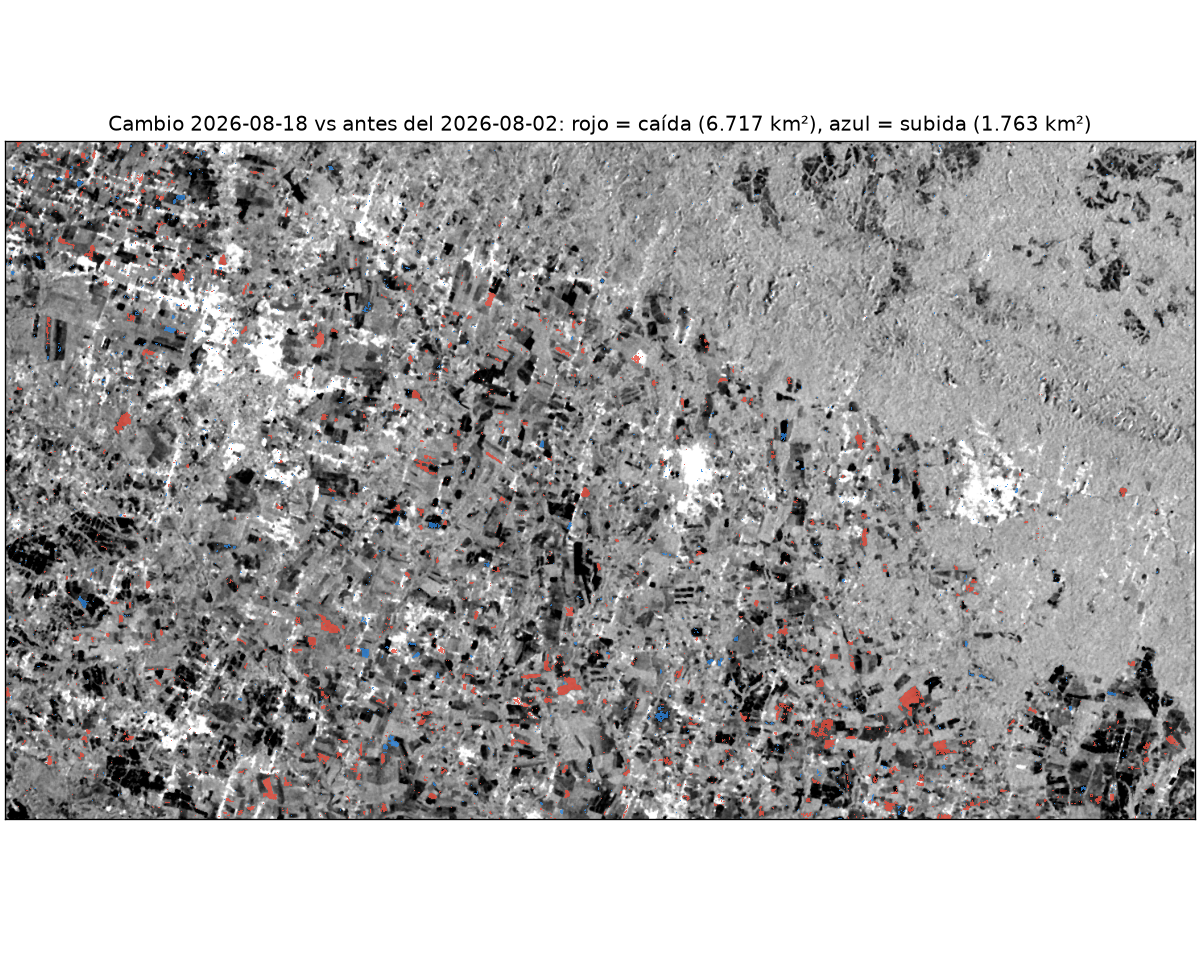 Cambio 2026-08-18 vs antes del 2026-08-02: rojo = caída (6.717 km²), azul = subida (1.763 km²)